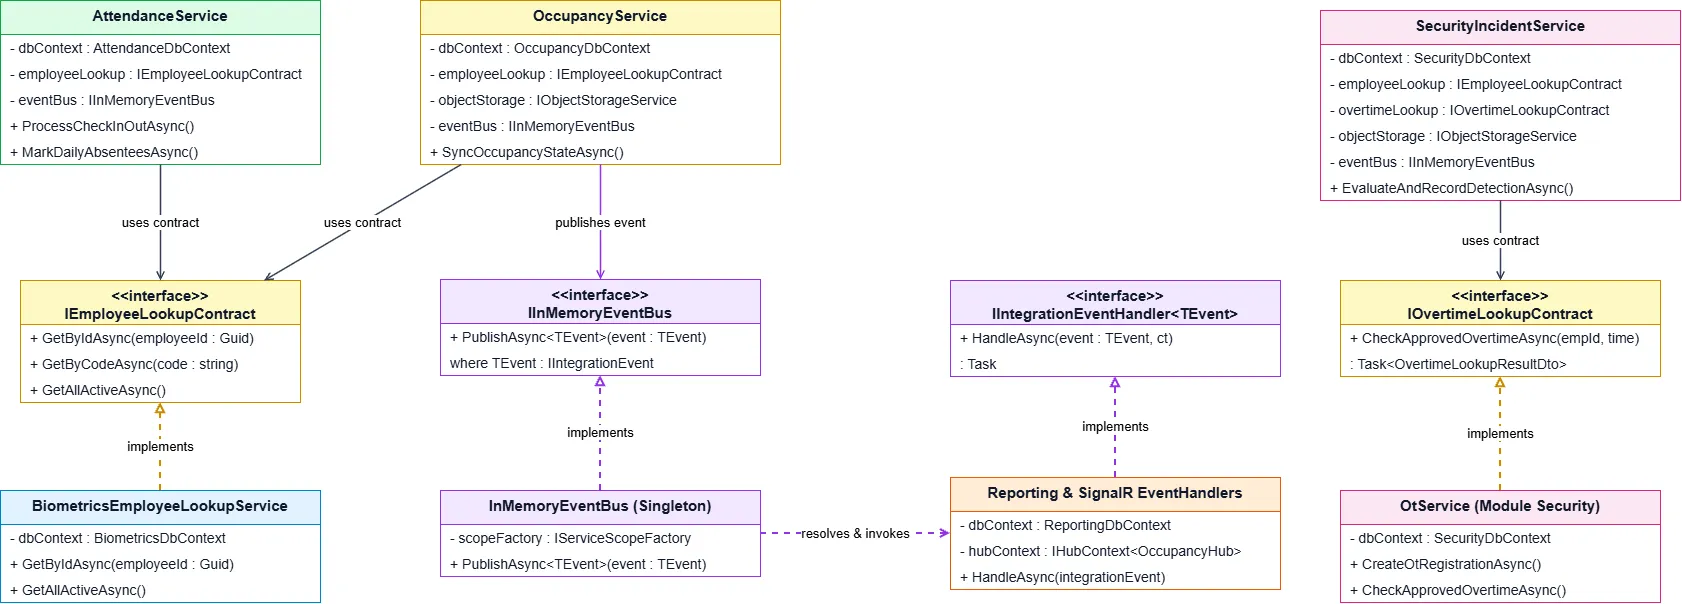 AttendanceService
- dbContext : AttendanceDbContext
- employeeLookup : IEmployeeLookupContract
- eventBus : IInMemoryEventBus
+ ProcessCheckInOutAsync()
+ MarkDailyAbsenteesAsync()
OccupancyService
- dbContext : OccupancyDbContext
- employeeLookup : IEmployeeLookupContract
- objectStorage : IObjectStorageService
- eventBus : IInMemoryEventBus
+ SyncOccupancyStateAsync()
SecurityIncidentService
- dbContext : SecurityDbContext
- employeeLookup : IEmployeeLookupContract
- overtimeLookup : IOvertimeLookupContract
- objectStorage : IObjectStorageService
- eventBus : IInMemoryEventBus
+ EvaluateAndRecordDetectionAsync()
uses contract
uses contract
publishes event
uses contract
<<interface>>
IEmployeeLookupContract
+ GetByIdAsync(employeeId : Guid)
+ GetByCodeAsync(code : string)
+ GetAllActiveAsync()
<<interface>>
IInMemoryEventBus
+ PublishAsync<TEvent>(event : TEvent)
where TEvent : IIntegrationEvent
<<interface>>
IIntegrationEventHandler<TEvent>
+ HandleAsync(event : TEvent, ct)
: Task
<<interface>>
IOvertimeLookupContract
+ CheckApprovedOvertimeAsync(empId, time)
: Task<OvertimeLookupResultDto>
implements
implements
implements
implements
BiometricsEmployeeLookupService
- dbContext : BiometricsDbContext
+ GetByIdAsync(employeeId : Guid)
+ GetAllActiveAsync()
InMemoryEventBus (Singleton)
- scopeFactory : IServiceScopeFactory
+ PublishAsync<TEvent>(event : TEvent)
resolves & invokes
Reporting & SignalR EventHandlers
- dbContext : ReportingDbContext
- hubContext : IHubContext<OccupancyHub>
+ HandleAsync(integrationEvent)
OtService (Module Security)
- dbContext : SecurityDbContext
+ CreateOtRegistrationAsync()
+ CheckApprovedOvertimeAsync()